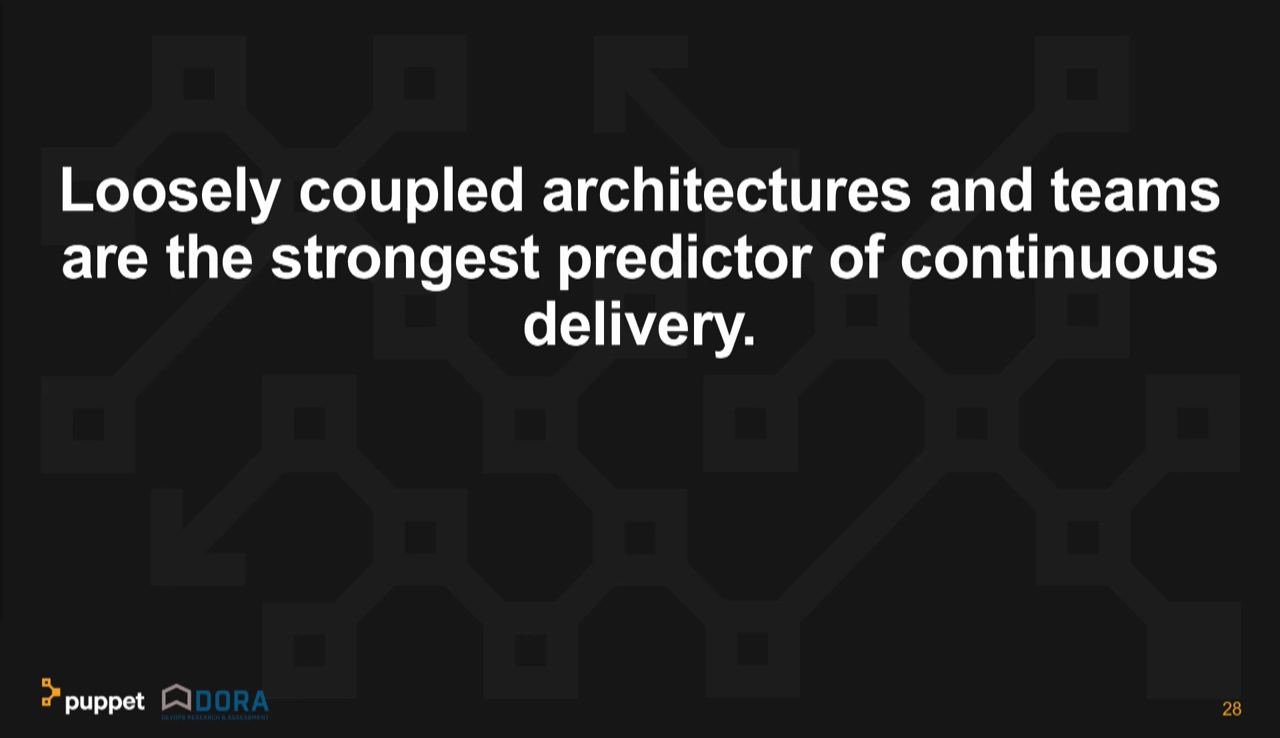 Loosely coupled architectures and teams
are the strongest predictor of continuous
delivery.
puppet
DORA
DEVOPS RESEARCH & ASSESSMENT
28